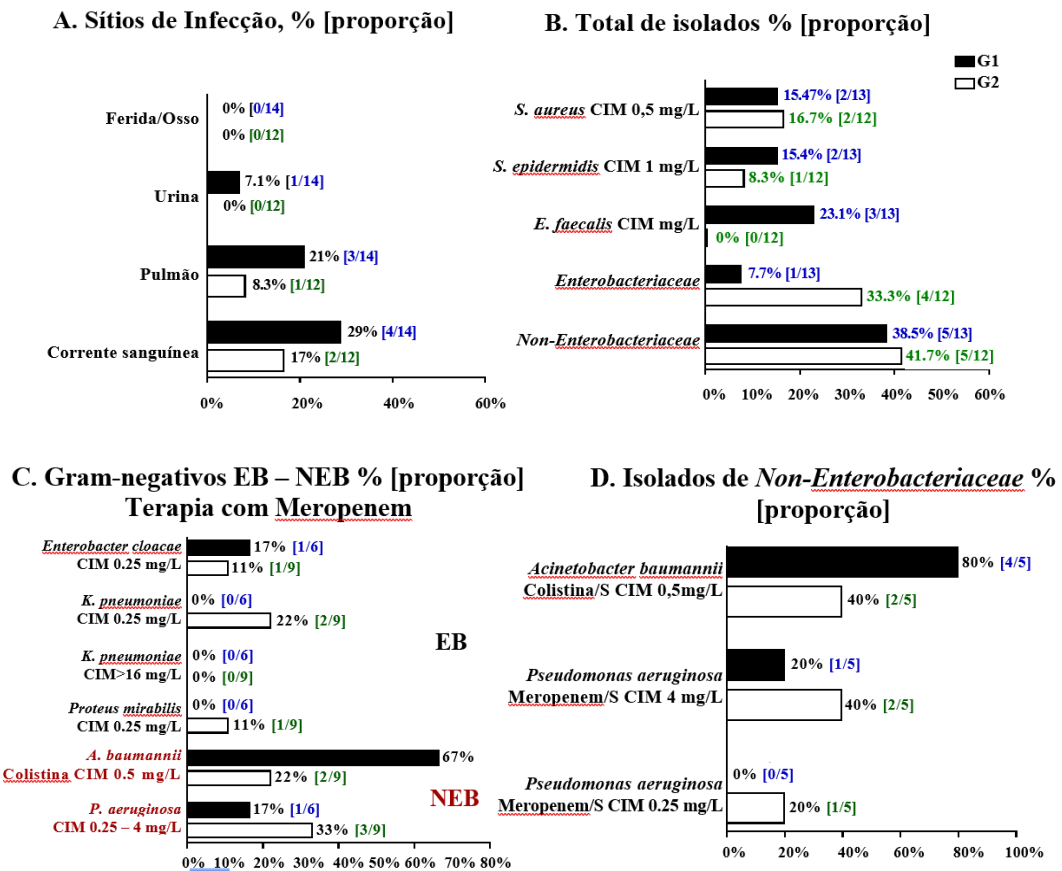 A. Sítios de Infecção, % [proporção]
Ferida/Osso
0% [0/14]
0% [0/12]
Urina
7.1% [1/14]
0% [0/12]
Pulmão
21% [3/14]
8.3% [1/12]
Corrente sanguínea
29% [4/14]
17% [2/12]
0% 20% 40% 60%
B. Total de isolados % [proporção]
G1
G2
S. aureus CIM 0,5 mg/L
15.47% [2/13]
16.7% [2/12]
S. epidermidis CIM 1 mg/L
15.4% [2/13]
8.3% [1/12]
E. faecalis CIM mg/L
23.1% [3/13]
0% [0/12]
Enterobacteriaceae
7.7% [1/13]
33.3% [4/12]
Non-Enterobacteriaceae
38.5% [5/13]
41.7% [5/12]
0% 10% 20% 30% 40% 50% 60%
C. Gram-negativos EB – NEB % [proporção]
Terapia com Meropenem
Enterobacter cloacae
CIM 0.25 mg/L
17% [1/6]
11% [1/9]
K. pneumoniae
CIM 0.25 mg/L
0% [0/6]
22% [2/9]
EB
K. pneumoniae
CIM>16 mg/L
0% [0/6]
0% [0/9]
Proteus mirabilis
CIM 0.25 mg/L
0% [0/6]
11% [1/9]
A. baumannii
Colistina CIM 0.5 mg/L
67%
22% [2/9]
NEB
P. aeruginosa
CIM 0.25 – 4 mg/L
17% [1/6]
33% [3/9]
0% 10% 20% 30% 40% 50% 60% 70% 80%
D. Isolados de Non-Enterobacteriaceae %
[proporção]
Acinetobacter baumannii
Colistina/S CIM 0,5mg/L
80% [4/5]
40% [2/5]
Pseudomonas aeruginosa
Meropenem/S CIM 4 mg/L
20% [1/5]
40% [2/5]
Pseudomonas aeruginosa
Meropenem/S CIM 0.25 mg/L
0% [0/5]
20% [1/5]
0% 20% 40% 60% 80% 100%